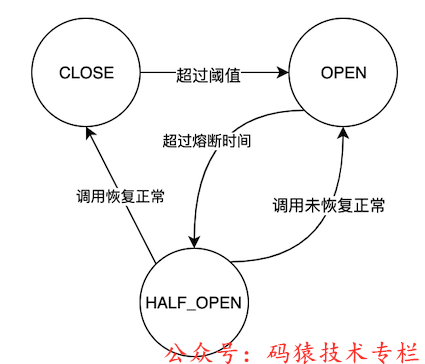 CLOSE
超过阈值
OPEN
超过熔断时间
调用恢复正常
调用未恢复正常
HALF_OPEN
公众号：码猿技术专栏